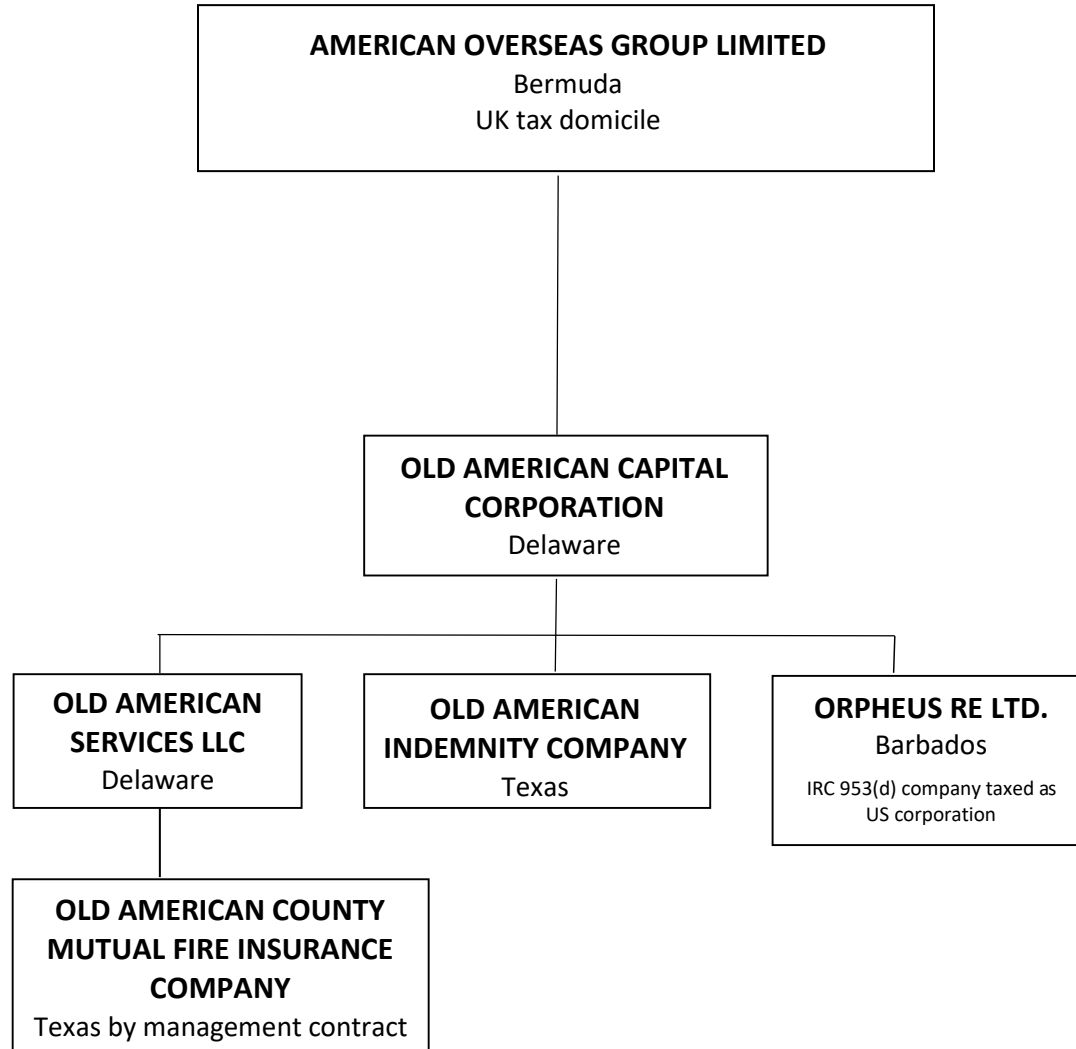 AMERICAN OVERSEAS GROUP LIMITED
Bermuda
UK tax domicile
OLD AMERICAN CAPITAL
CORPORATION
Delaware
OLD AMERICAN
SERVICES LLC
Delaware
OLD AMERICAN
INDEMNITY COMPANY
Texas
ORPHEUS RE LTD.
Barbados
IRC 953(d) company taxed as
US corporation
OLD AMERICAN COUNTY
MUTUAL FIRE INSURANCE
COMPANY
Texas by management contract